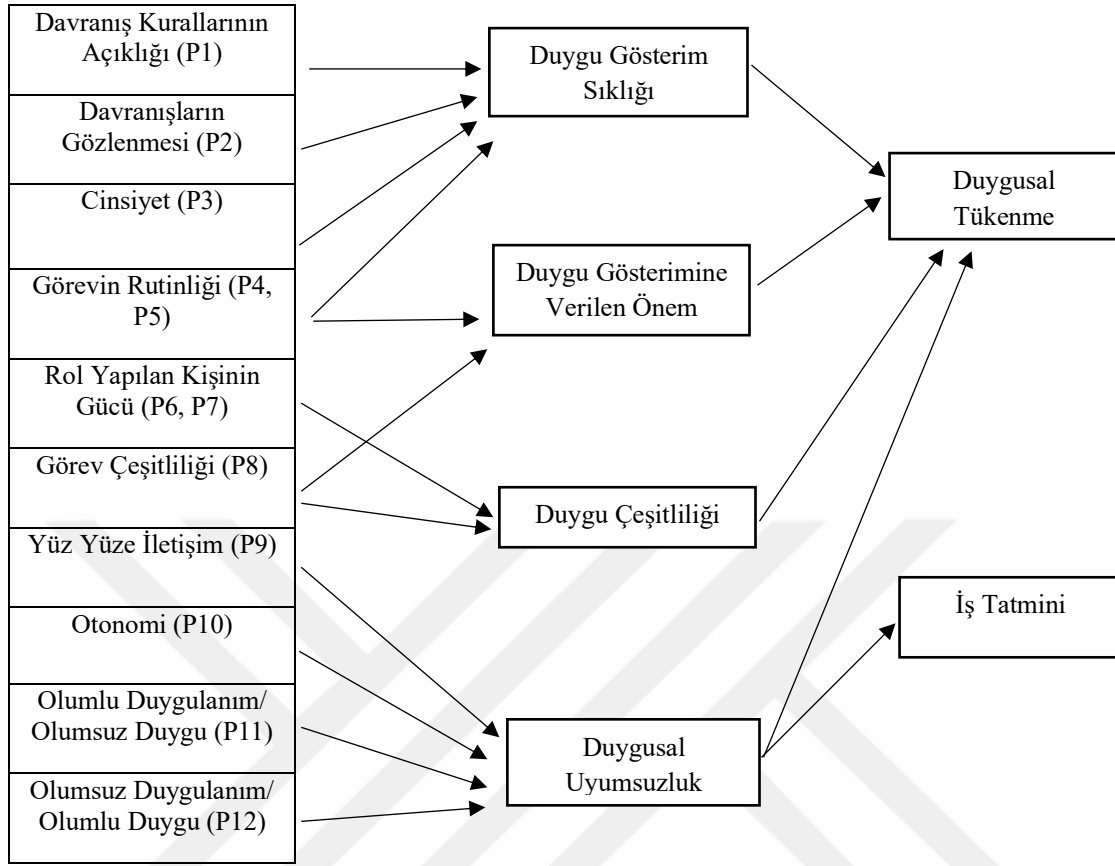 Davranış Kurallarının
Açıklığı (P1)
Davranışların
Gözlenmesi (P2)
Cinsiyet (P3)
Görevin Rutinliği (P4,
P5)
Rol Yapılan Kişinin
Gücü (P6, P7)
Görev Çeşitliliği (P8)
Yüz Yüze İletişim (P9)
Otonomi (P10)
Olumlu Duygulanım/
Olumsuz Duygu (P11)
Olumsuz Duygulanım/
Olumlu Duygu (P12)
Duygu Gösterim
Sıklığı
Duygu Gösterimine
Verilen Önem
Duygu Çeşitliliği
Duygusal
Uyumsuzluk
Duygusal
Tükenme
İş Tatmini